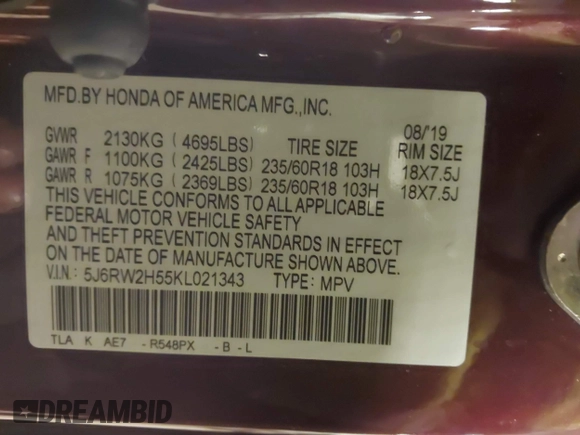 MFD.BY HONDA OF AMERICA MFG.,INC.
08/'19
GVWR 2130KG ( 4695LBS) TIRE SIZE RIM SIZE
GAWR F 1100KG ( 2425LBS) 235/60R18 103H 18X7.5J
GAWR R 1075KG ( 2369LBS) 235/60R18 103H 18X7.5J
THIS VEHICLE CONFORMS TO ALL APPLICABLE
FEDERAL MOTOR VEHICLE SAFETY
AND THEFT PREVENTION STANDARDS IN EFFECT
ON THE DATE OF MANUFACTURE SHOWN ABOVE.
V.I.N.: 5J6RW2H55KL021343 TYPE: MPV
TLA K AE7 - R548PX - B - L
DREAMBID